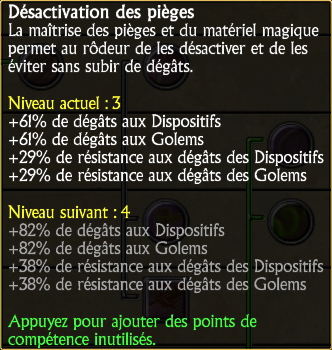 Désactivation des pièges
La maîtrise des pièges et du matériel magique
permet au rôdeur de les désactiver et de les
éviter sans subir de dégâts.
Niveau actuel : 3
+61% de dégâts aux Dispositifs
+61% de dégâts aux Golems
+29% de résistance aux dégâts des Dispositifs
+29% de résistance aux dégâts des Golems
Niveau suivant : 4
+82% de dégâts aux Dispositifs
+82% de dégâts aux Golems
+38% de résistance aux dégâts des Dispositifs
+38% de résistance aux dégâts des Golems
Appuyez pour ajouter des points de
compétence inutilisés.